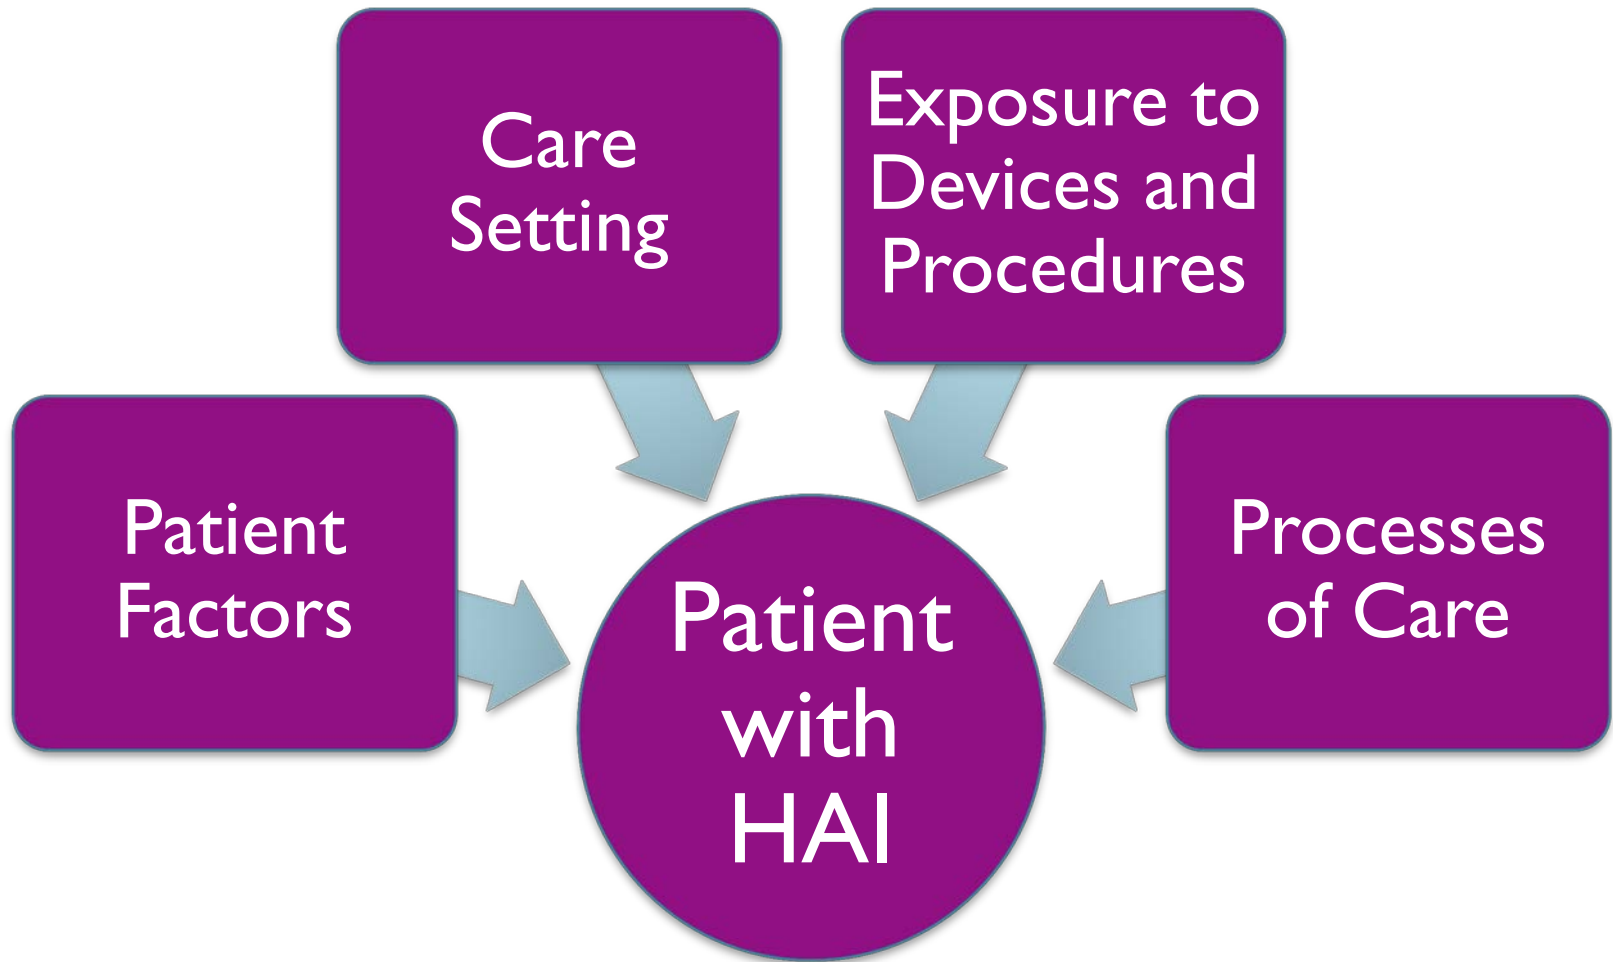 Care
Setting
Exposure to
Devices and
Procedures
Patient
Factors
Processes
of Care
Patient
with
HAI